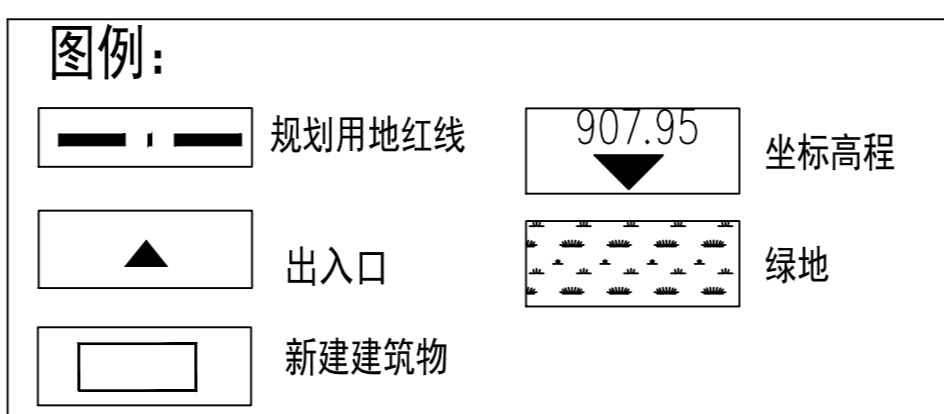 图例:
规划用地红线
907.95
坐标高程
出入口
绿地
新建建筑物